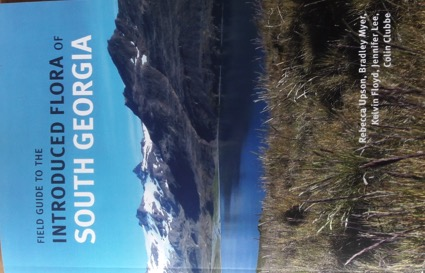 FIELD GUIDE TO THE
INTRODUCED FLORA OF
SOUTH GEORGIA
Rebecca Upson, Bradley Myer,
Kelvin Floyd, Jennifer Lee,
Colin Clubbe